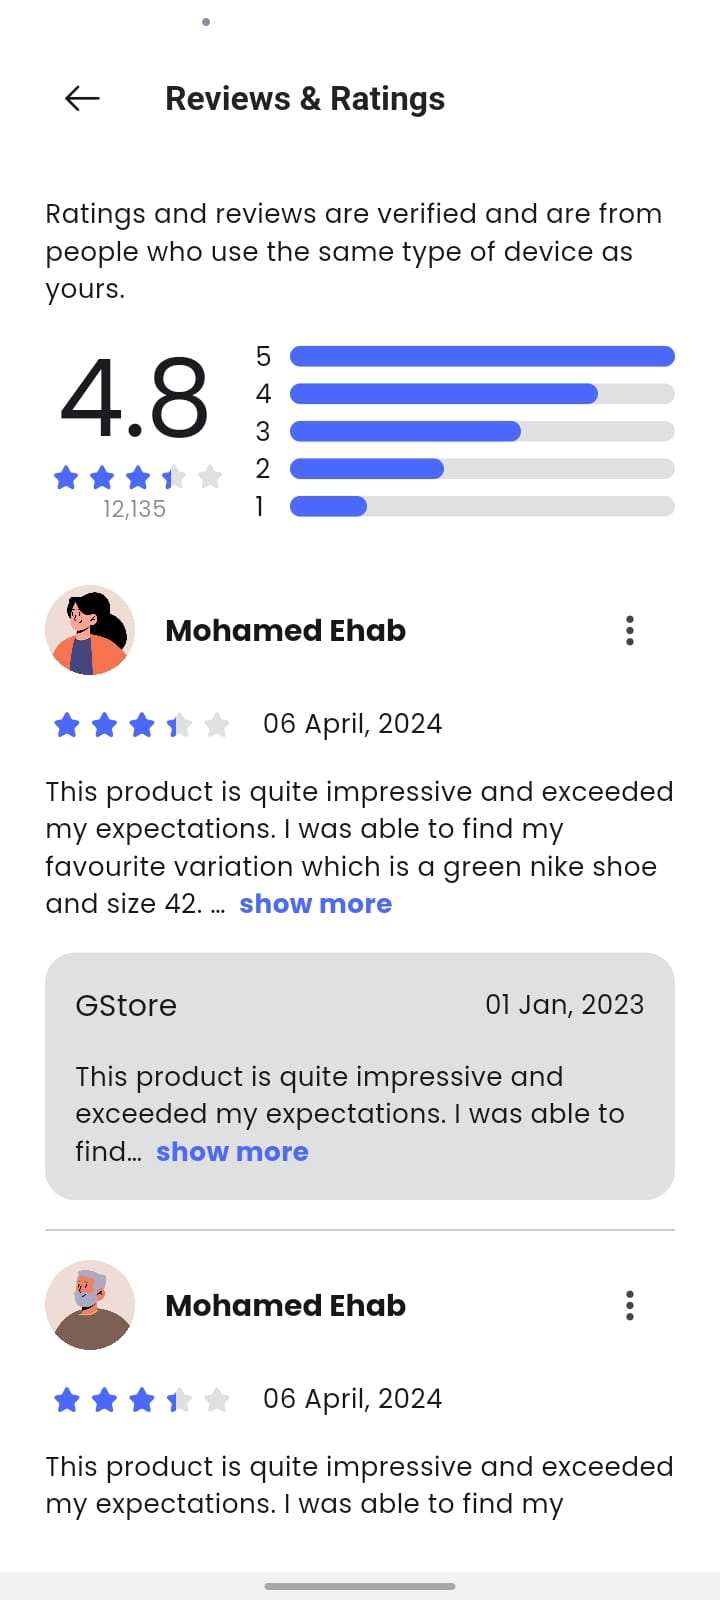 Reviews & Ratings
Ratings and reviews are verified and are from
people who use the same type of device as
yours.
4.8
12,135
5
4
3
2
1
Mohamed Ehab
06 April, 2024
This product is quite impressive and exceeded
my expectations. I was able to find my
favourite variation which is a green nike shoe
and size 42. ... show more
GStore 01 Jan, 2023
This product is quite impressive and
exceeded my expectations. I was able to
find... show more
Mohamed Ehab
06 April, 2024
This product is quite impressive and exceeded
my expectations. I was able to find my